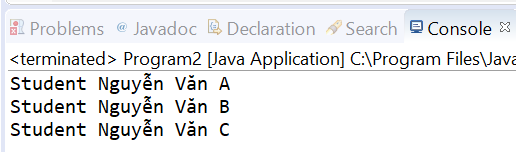 Problems @ Javadoc Declaration Search Console
<terminated> Program2 [Java Application] C:\Program Files\Java
Student Nguyễn Văn A
Student Nguyễn Văn B
Student Nguyễn Văn C